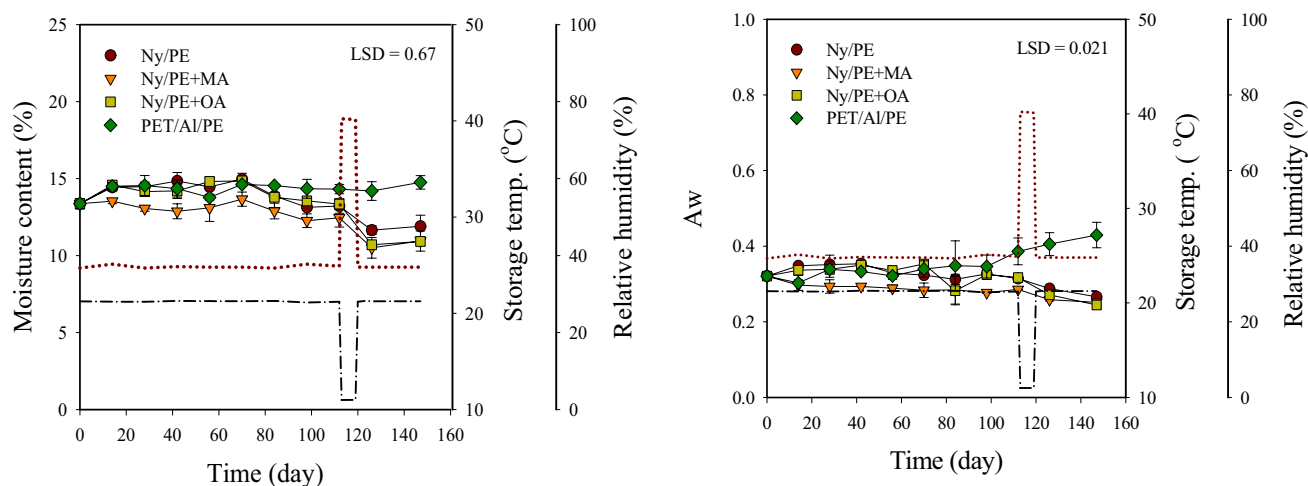 25
20
15
10
5
0
Moisture content (%)
Ny/PE
Ny/PE+MA
Ny/PE+OA
PET/Al/PE
LSD = 0.67
50
40
30
20
10
Storage temp. (°C)
100
80
60
40
20
0
Relative humidity (%)
0 20 40 60 80 100 120 140 160
Time (day)
1.0
0.8
0.6
0.4
0.2
0.0
Aw
Ny/PE
Ny/PE+MA
Ny/PE+OA
PET/Al/PE
LSD = 0.021
50
40
30
20
10
Storage temp. ( °C)
100
80
60
40
20
0
Relative humidity (%)
0 20 40 60 80 100 120 140 160
Time (day)